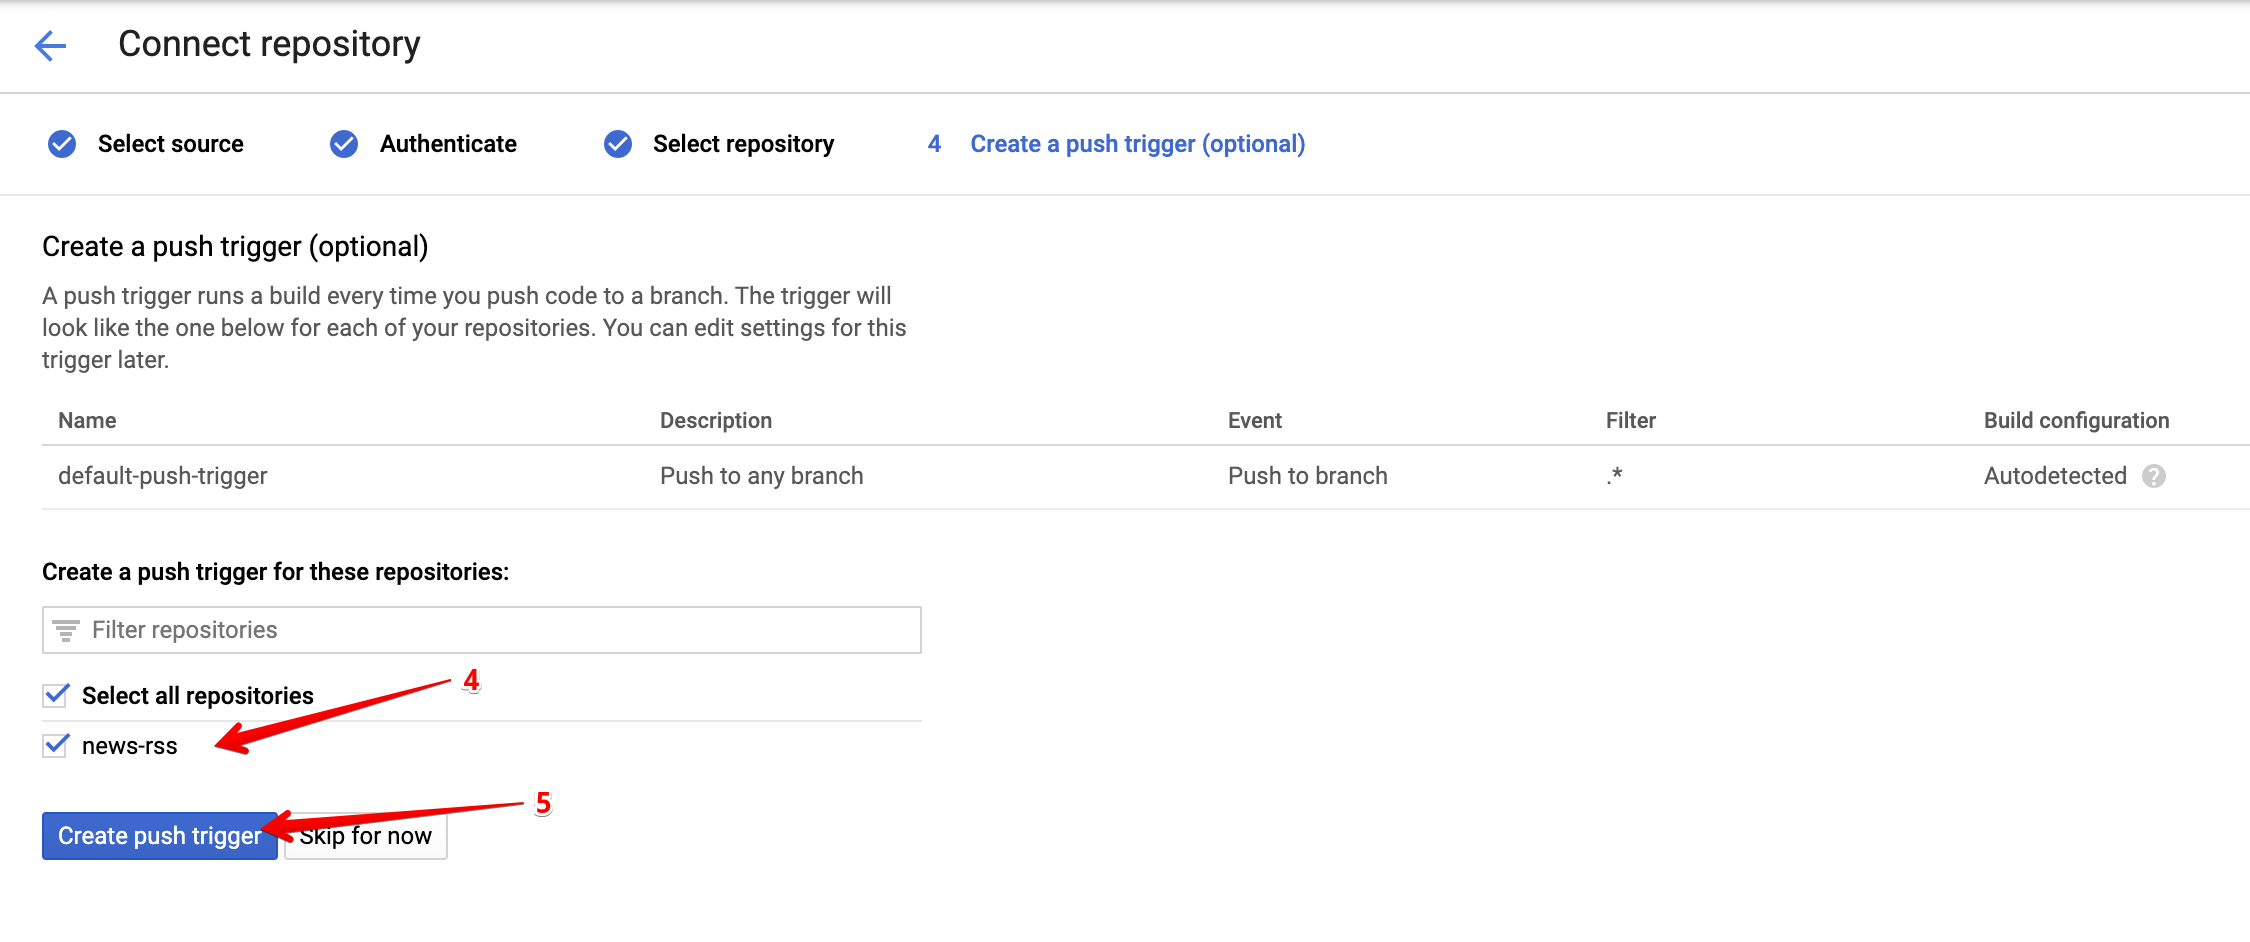 Connect repository
Select source
Authenticate
Select repository
4 Create a push trigger (optional)
Create a push trigger (optional)
A push trigger runs a build every time you push code to a branch. The trigger will
look like the one below for each of your repositories. You can edit settings for this
trigger later.
Name Description Event Filter Build configuration
default-push-trigger Push to any branch Push to branch .* Autodetected ?
Create a push trigger for these repositories:
Filter repositories
4
Select all repositories
news-rss
5
Create push trigger Skip for now